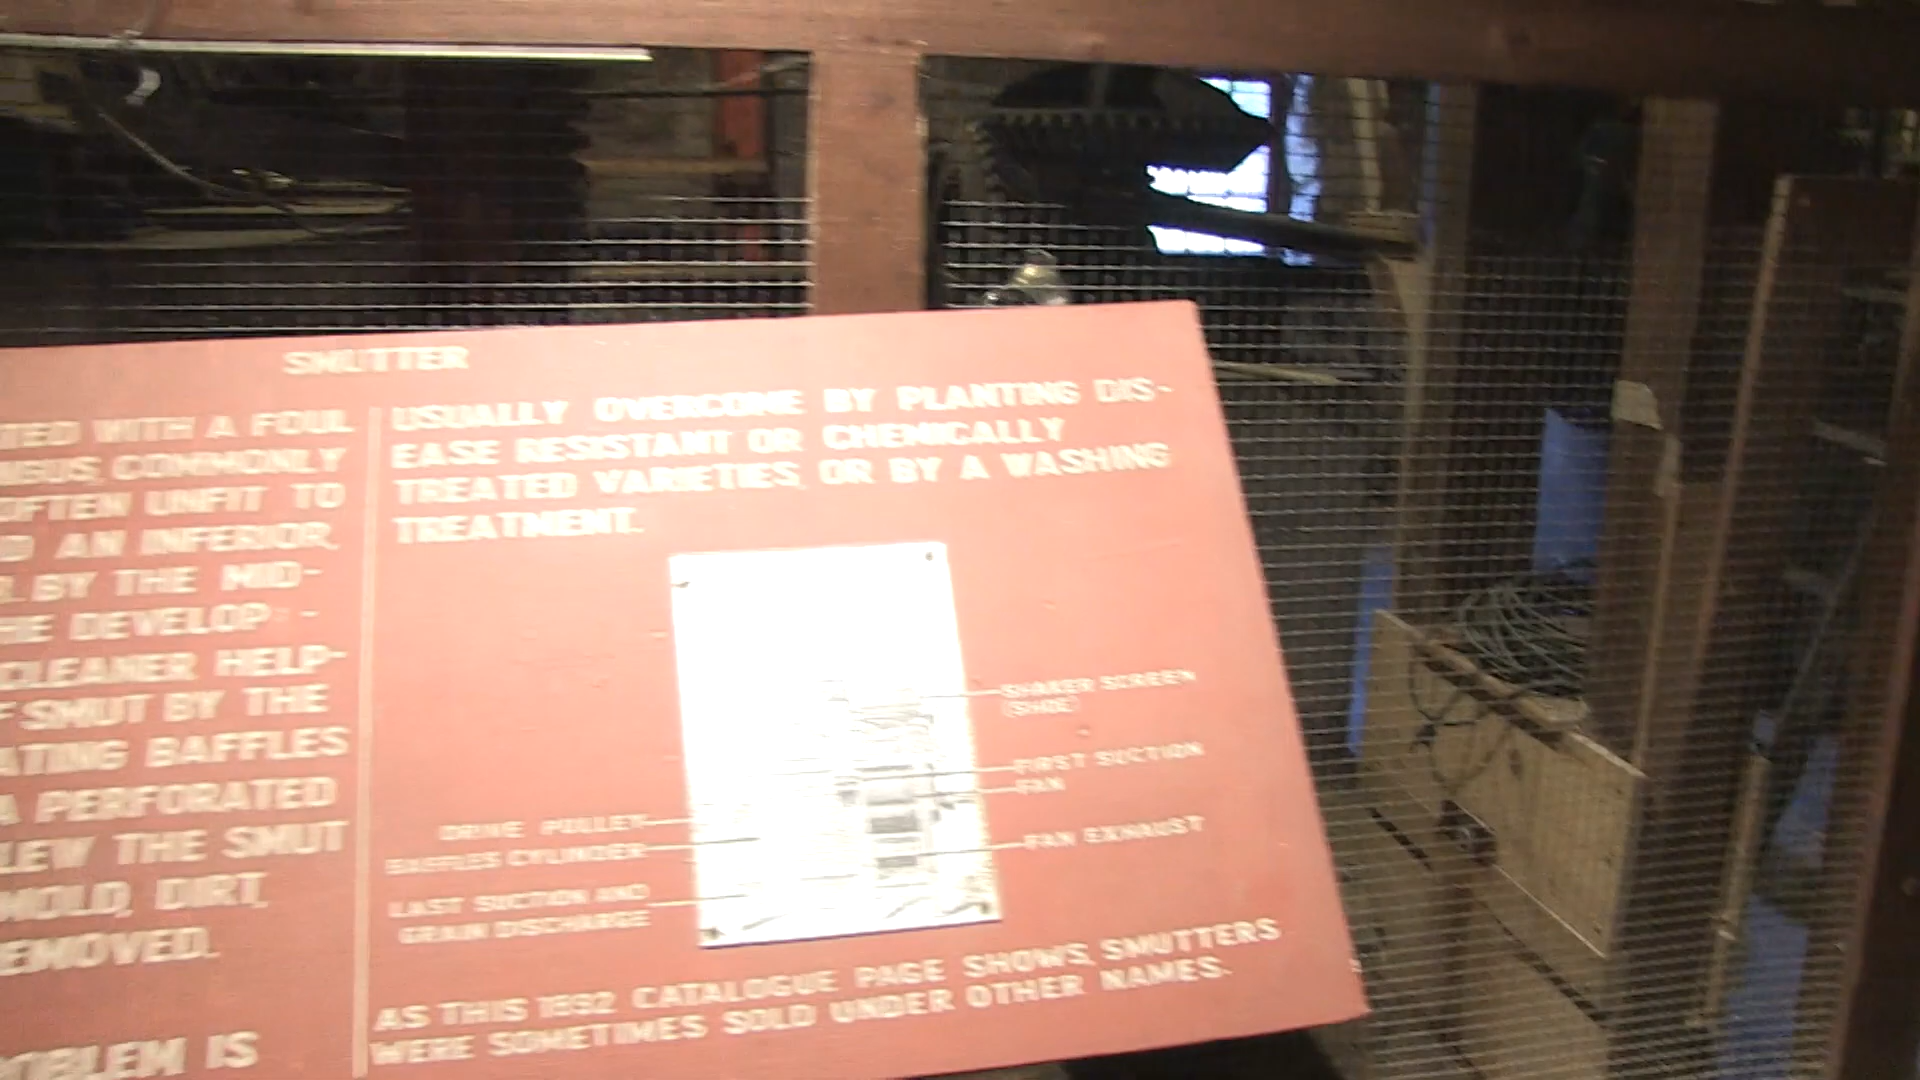 SMUTTER
TED WITH A FOUL
NGUS, COMMONLY
OFTEN UNFIT TO
D AN INFERIOR,
R. BY THE MID-
HE DEVELOP -
CLEANER HELP-
F SMUT BY THE
ATING BAFFLES
A PERFORATED
LEW THE SMUT
MOLD, DIRT,
EMOVED.
OBLEM IS
USUALLY OVERCOME BY PLANTING DIS-
EASE RESISTANT OR CHEMICALLY
TREATED VARIETIES, OR BY A WASHING
TREATMENT.
SHAKER SCREEN
(SHOE)
FIRST SUCTION
FAN
FAN EXHAUST
DRIVE PULLEY
BAFFLES CYLINDER
LAST SUCTION AND
GRAIN DISCHARGE
AS THIS 1892 CATALOGUE PAGE SHOWS, SMUTTERS
WERE SOMETIMES SOLD UNDER OTHER NAMES.